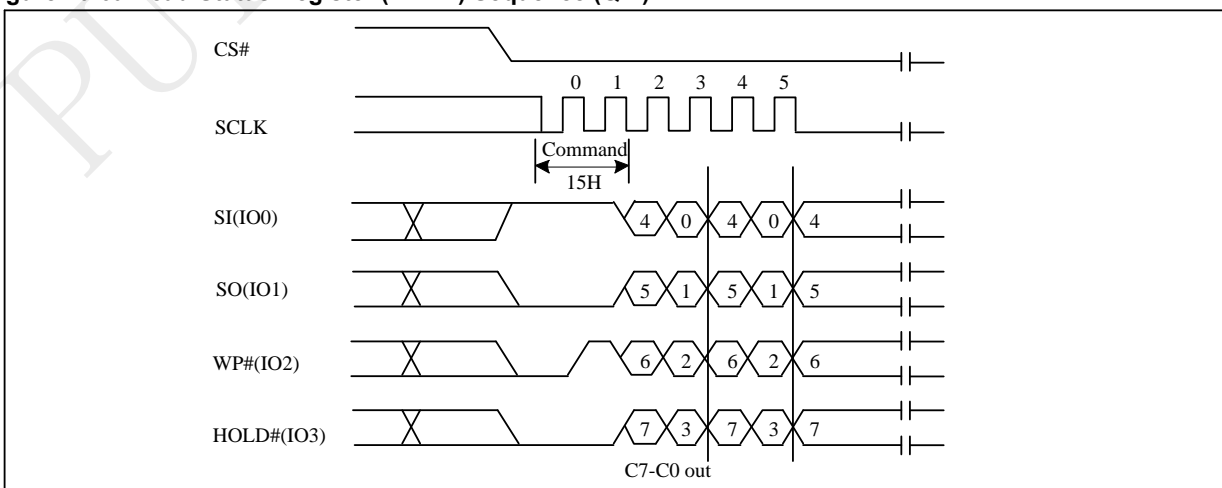 CS#
0 1 2 3 4 5
SCLK
Command
15H
SI(IO0) 4 0 4 0 4
SO(IO1) 5 1 5 1 5
WP#(IO2) 6 2 6 2 6
HOLD#(IO3) 7 3 7 3 7
C7-C0 out